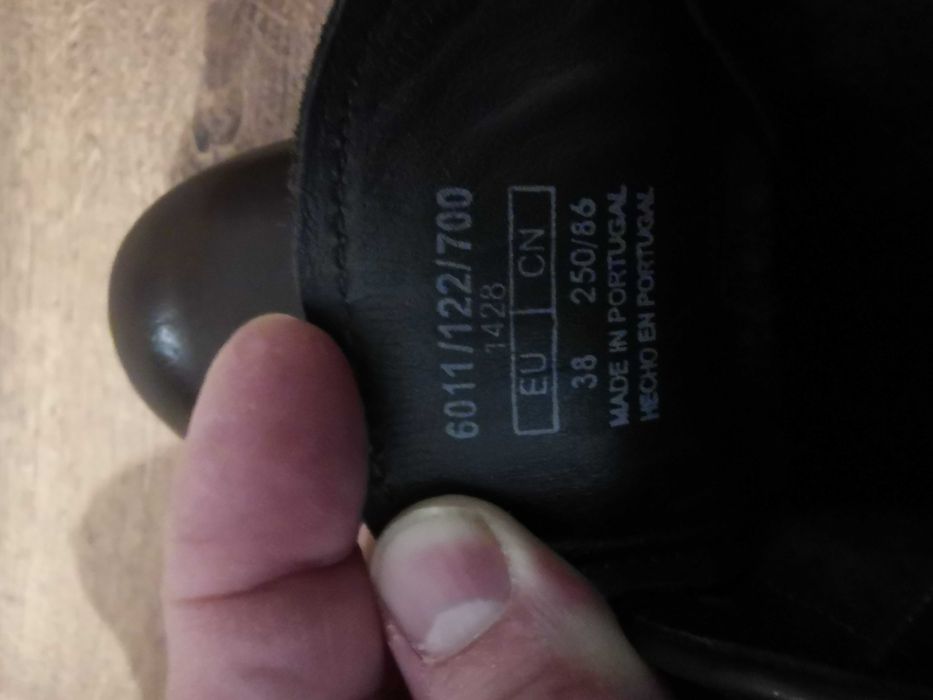 6011/122/700
1428
EU CN
38 250/86
MADE IN PORTUGAL
HECHO EN PORTUGAL